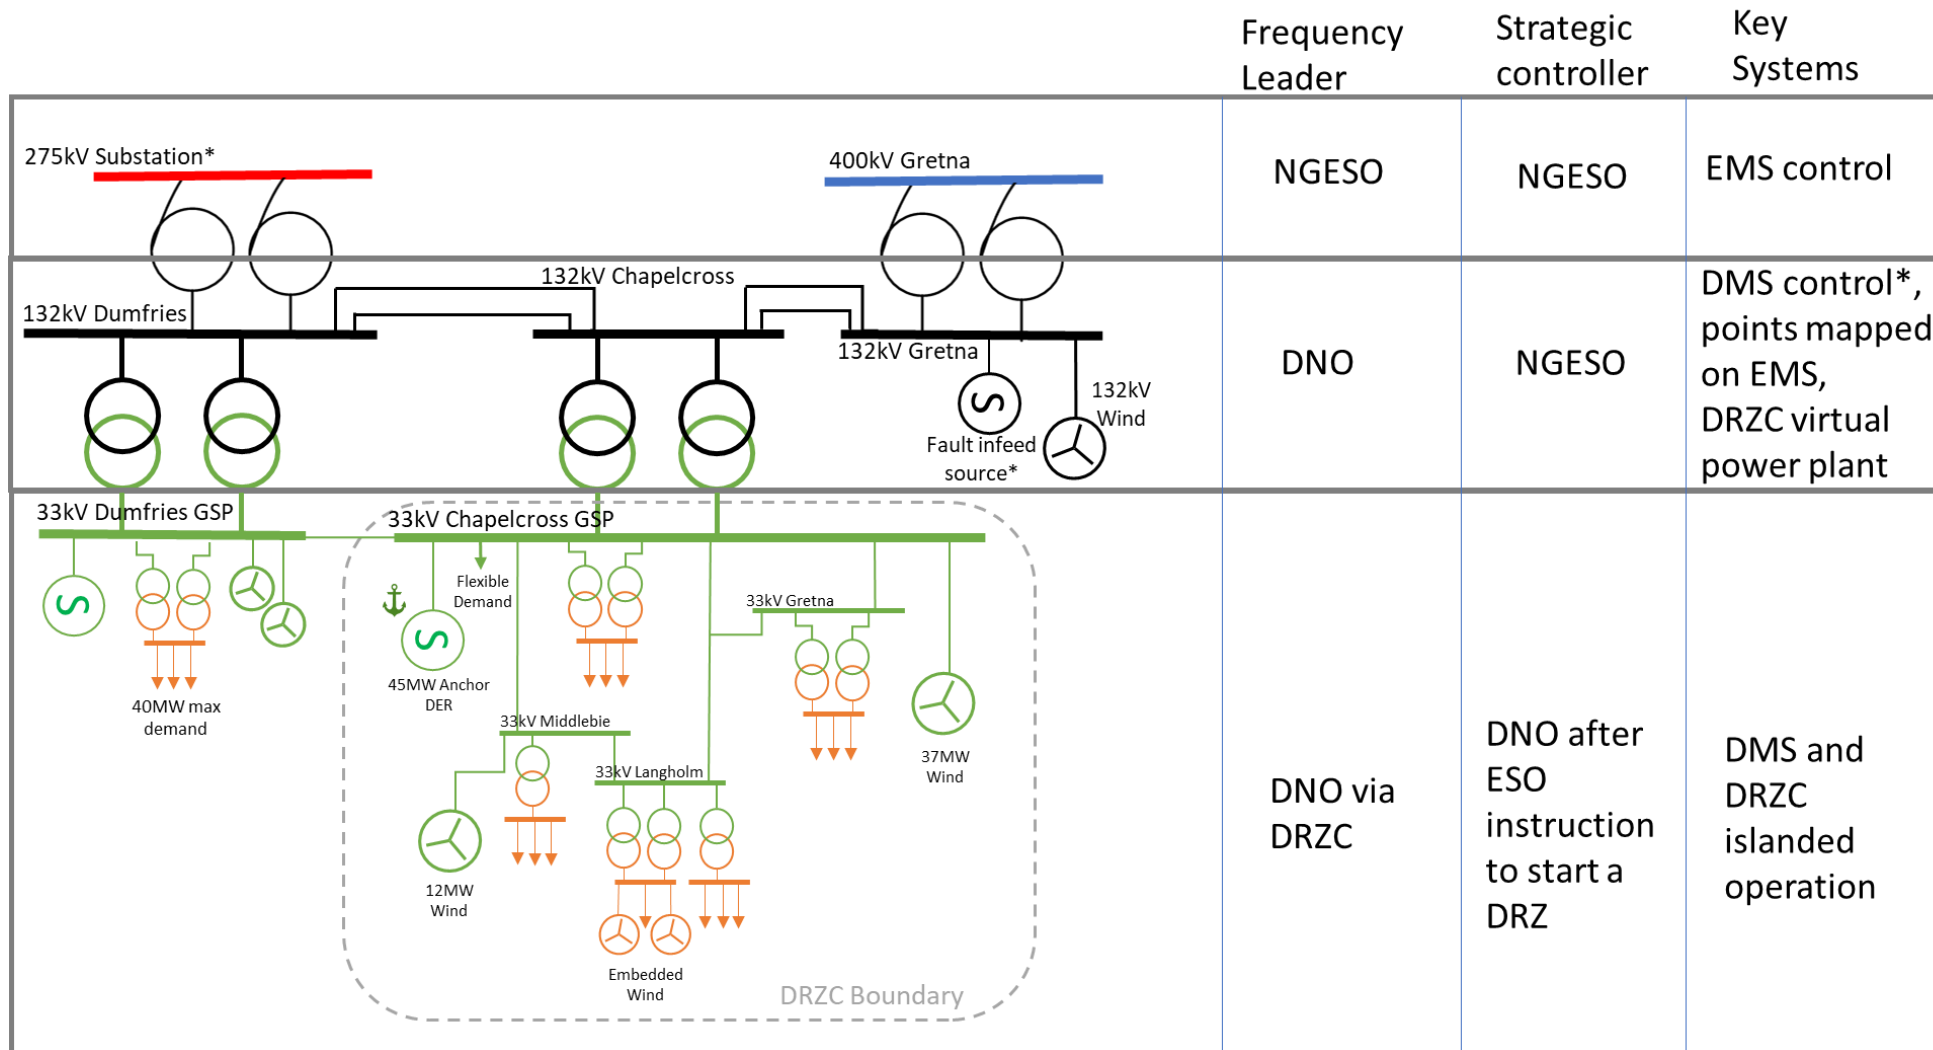 Frequency
Leader
Strategic
controller
Key
Systems
275kV Substation*
400kV Gretna
NGESO
NGESO
EMS control
132kV Dumfries
132kV Chapelcross
132kV Gretna
S
Fault infeed
source*
132kV
Wind
DNO
NGESO
DMS control*,
points mapped
on EMS,
DRZC virtual
power plant
33kV Dumfries GSP
33kV Chapelcross GSP
S
40MW max
demand
Flexible
Demand
S
45MW Anchor
DER
33kV Gretna
37MW
Wind
33kV Middlebie
33kV Langholm
12MW
Wind
Embedded
Wind
DRZC Boundary
DNO via
DRZC
DNO after
ESO
instruction
to start a
DRZ
DMS and
DRZC
islanded
operation